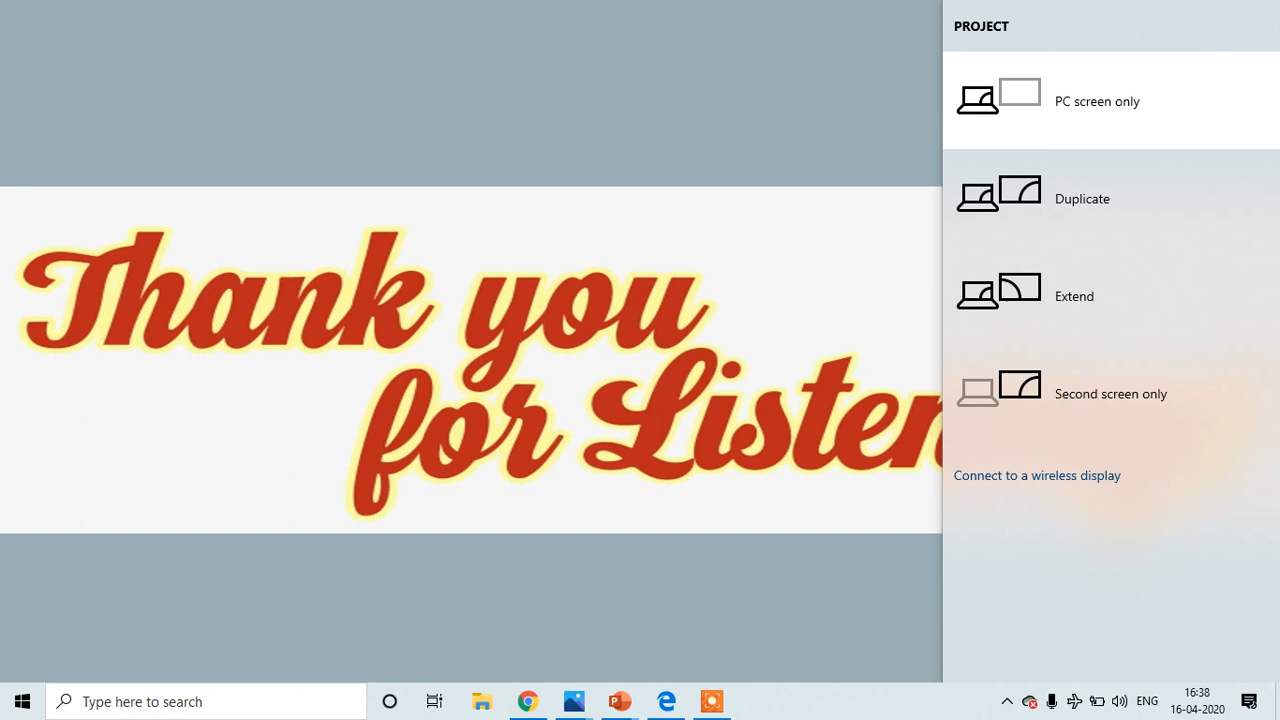 PROJECT
PC screen only
Duplicate
Extend
Second screen only
Connect to a wireless display
Thank you
for Listen
Type here to search
ENG
16:38
16-04-2020